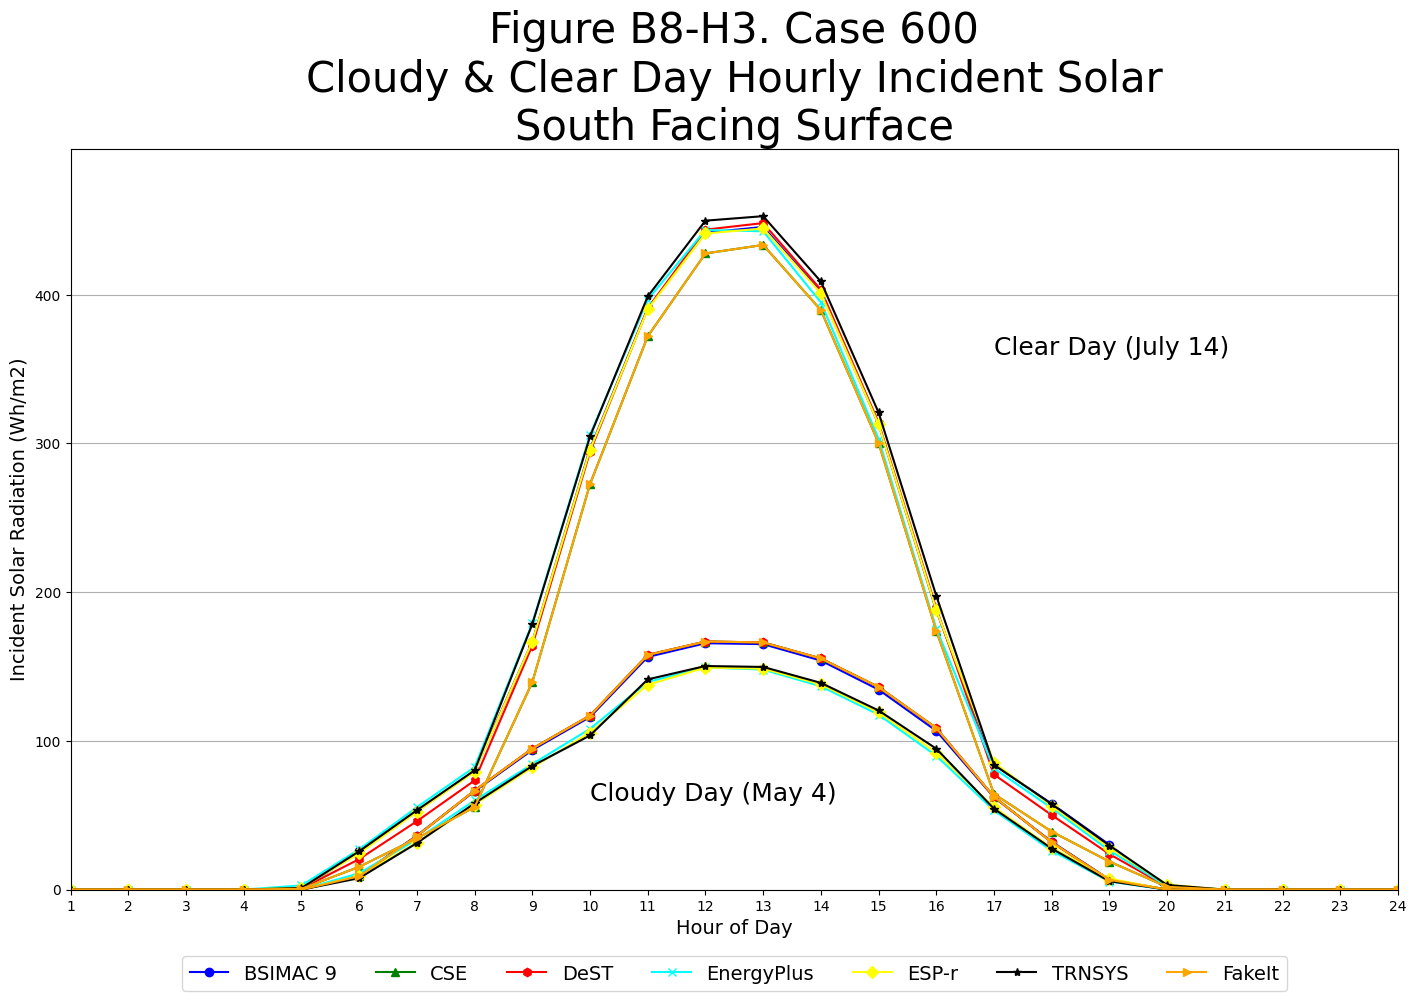 Figure B8-H3. Case 600
Cloudy & Clear Day Hourly Incident Solar
South Facing Surface
Incident Solar Radiation (Wh/m2)
400
300
200
100
0
Clear Day (July 14)
Cloudy Day (May 4)
1 2 3 4 5 6 7 8 9 10 11 12 13 14 15 16 17 18 19 20 21 22 23 24
Hour of Day
BSIMAC 9 CSE DeST EnergyPlus ESP-r TRNSYS FakeIt